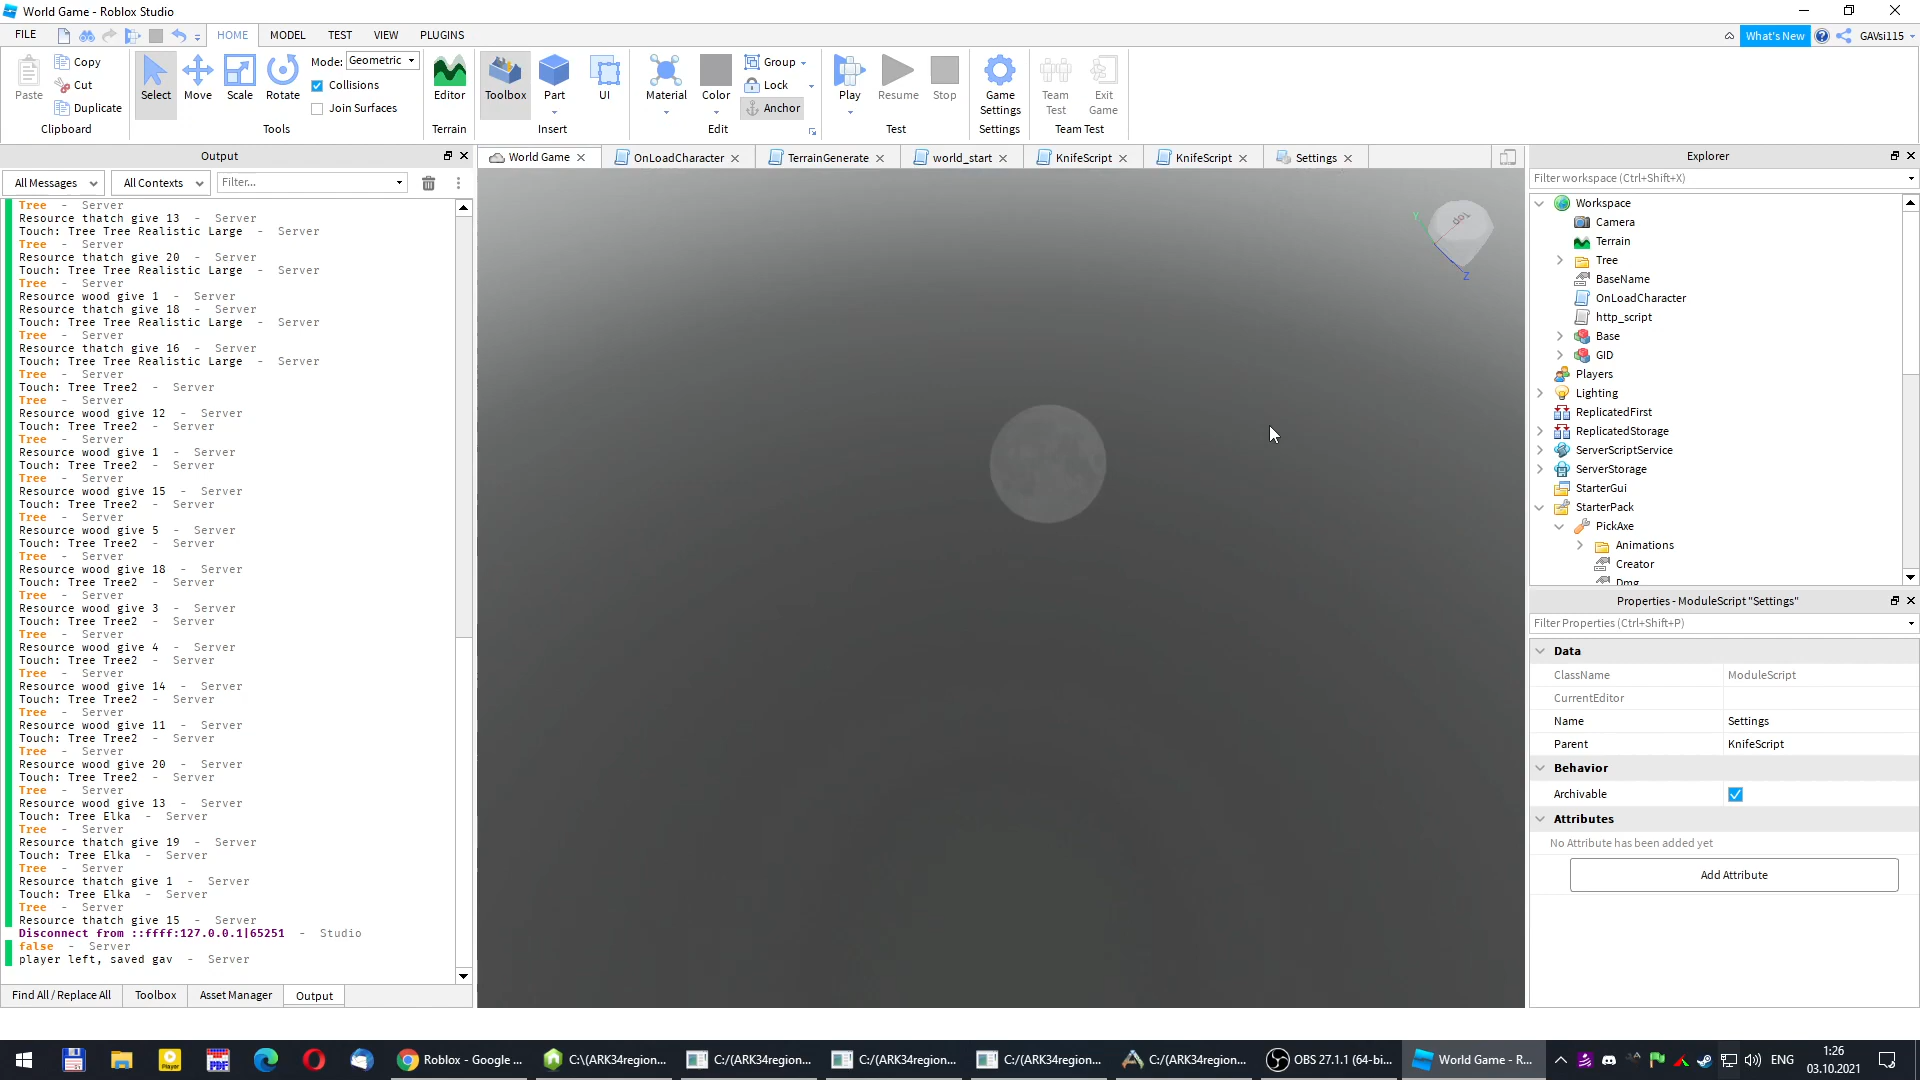 World Game - Roblox Studio
FILE HOME MODEL TEST VIEW PLUGINS What's New GAVsi115
Paste Copy Cut Duplicate Clipboard
Select Move Scale Rotate Mode: Geometric Collisions Join Surfaces Tools
Editor Terrain
Toolbox Part UI Insert
Material Color Group Lock Anchor Edit
Play Resume Stop Test
Game Settings Settings
Team Test Exit Game Team Test
Output
All Messages All Contexts Filter...
Tree - Server
Resource thatch give 13 - Server
Touch: Tree Tree Realistic Large - Server
Tree - Server
Resource thatch give 20 - Server
Touch: Tree Tree Realistic Large - Server
Tree - Server
Resource wood give 1 - Server
Resource thatch give 18 - Server
Touch: Tree Tree Realistic Large - Server
Tree - Server
Resource thatch give 16 - Server
Touch: Tree Tree Realistic Large - Server
Tree - Server
Touch: Tree Tree2 - Server
Tree - Server
Resource wood give 12 - Server
Touch: Tree Tree2 - Server
Tree - Server
Resource wood give 1 - Server
Touch: Tree Tree2 - Server
Tree - Server
Resource wood give 15 - Server
Touch: Tree Tree2 - Server
Tree - Server
Resource wood give 5 - Server
Touch: Tree Tree2 - Server
Tree - Server
Resource wood give 18 - Server
Touch: Tree Tree2 - Server
Tree - Server
Resource wood give 3 - Server
Touch: Tree Tree2 - Server
Tree - Server
Resource wood give 4 - Server
Touch: Tree Tree2 - Server
Tree - Server
Resource wood give 14 - Server
Touch: Tree Tree2 - Server
Tree - Server
Resource wood give 11 - Server
Touch: Tree Tree2 - Server
Tree - Server
Resource wood give 20 - Server
Touch: Tree Tree2 - Server
Tree - Server
Resource wood give 13 - Server
Touch: Tree Elka - Server
Tree - Server
Resource thatch give 19 - Server
Touch: Tree Elka - Server
Tree - Server
Resource thatch give 1 - Server
Touch: Tree Elka - Server
Tree - Server
Resource thatch give 15 - Server
Disconnect from ::ffff:127.0.0.1|65251 - Studio
false - Server
player left, saved gav - Server
Find All / Replace All Toolbox Asset Manager Output
World Game OnLoadCharacter TerrainGenerate world_start KnifeScript KnifeScript Settings
Y Top Z
Explorer
Filter workspace (Ctrl+Shift+X)
Workspace
Camera
Terrain
Tree
BaseName
OnLoadCharacter
http_script
Base
GID
Players
Lighting
ReplicatedFirst
ReplicatedStorage
ServerScriptService
ServerStorage
StarterGui
StarterPack
PickAxe
Animations
Creator
Dmg
Properties - ModuleScript "Settings"
Filter Properties (Ctrl+Shift+P)
Data
ClassName ModuleScript
CurrentEditor
Name Settings
Parent KnifeScript
Behavior
Archivable
Attributes
No Attribute has been added yet
Add Attribute
Roblox - Google ... C:\(ARK34region... C:/(ARK34region... C:/(ARK34region... C:/(ARK34region... C:/(ARK34region... OBS 27.1.1 (64-bi... World Game - R... ENG 1:26
03.10.2021